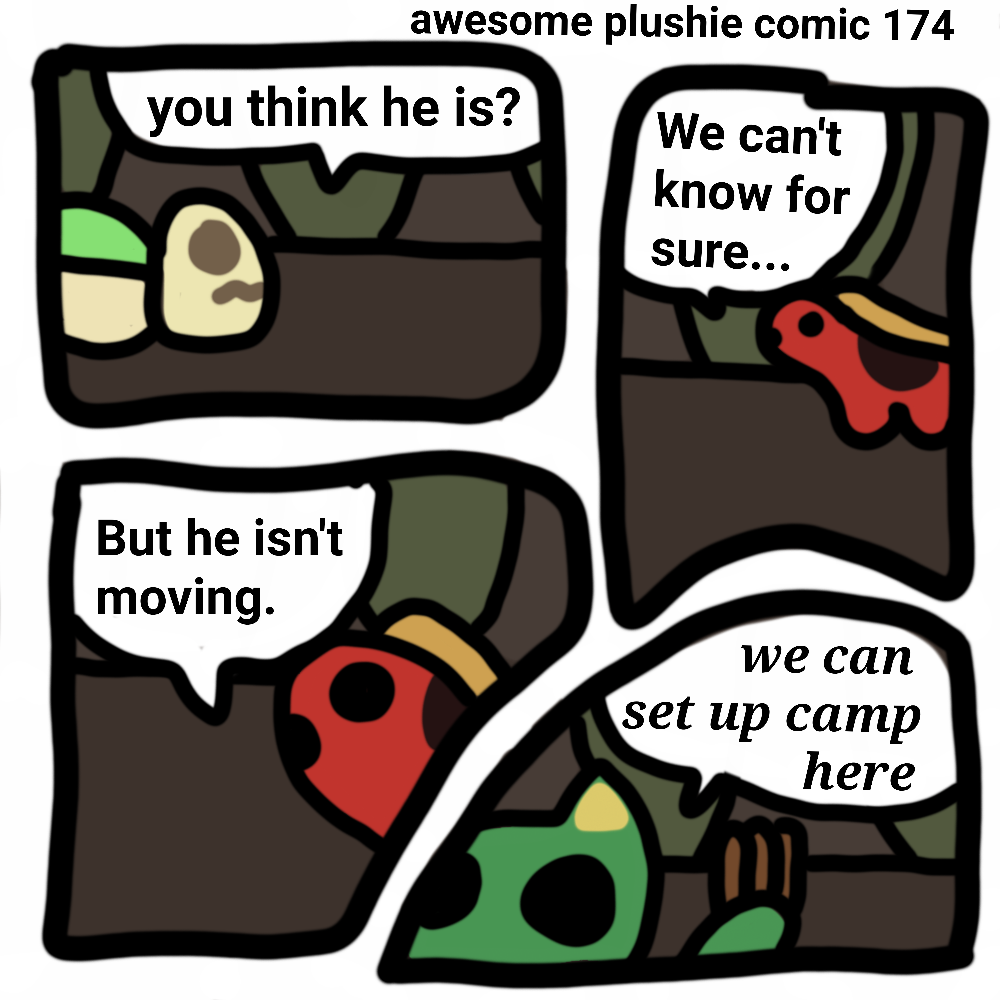 awesome plushie comic 174
you think he is?
We can't
know for
sure...
But he isn't
moving.
we can
set up camp
here